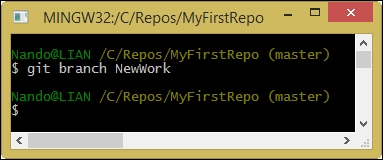 MINGW32:/C/Repos/MyFirstRepo
Nando@LIAN /C/Repos/MyFirstRepo (master)
$ git branch NewWork
Nando@LIAN /C/Repos/MyFirstRepo (master)
$